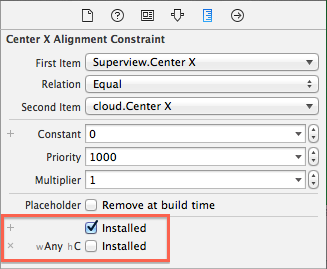 Center X Alignment Constraint
First Item Superview.Center X
Relation Equal
Second Item cloud.Center X
+ Constant 0
Priority 1000
Multiplier 1
Placeholder Remove at build time
+ Installed
× wAny hC Installed